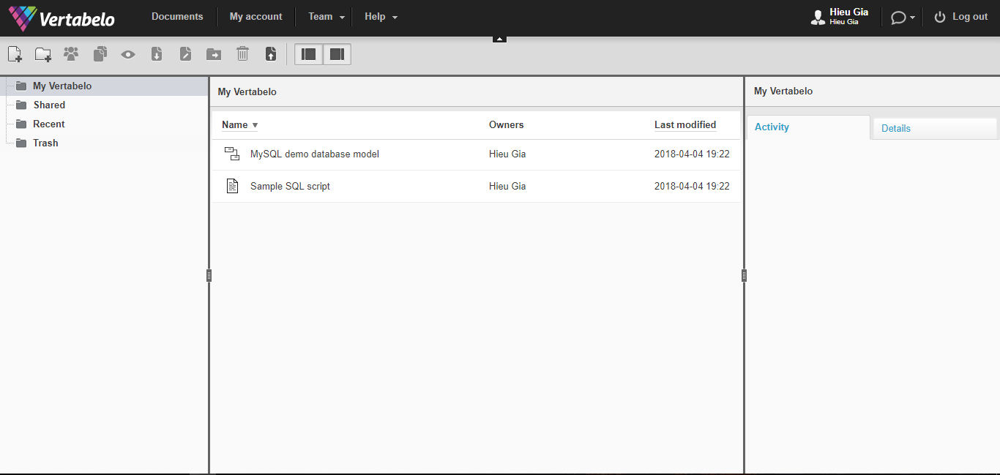 Vertabelo
Documents
My account
Team
Help
Hieu Gia
Hieu Gia
Log out
My Vertabelo
Shared
Recent
Trash
My Vertabelo
Name ▼ Owners Last modified
MySQL demo database model Hieu Gia 2018-04-04 19:22
Sample SQL script Hieu Gia 2018-04-04 19:22
My Vertabelo
Activity
Details